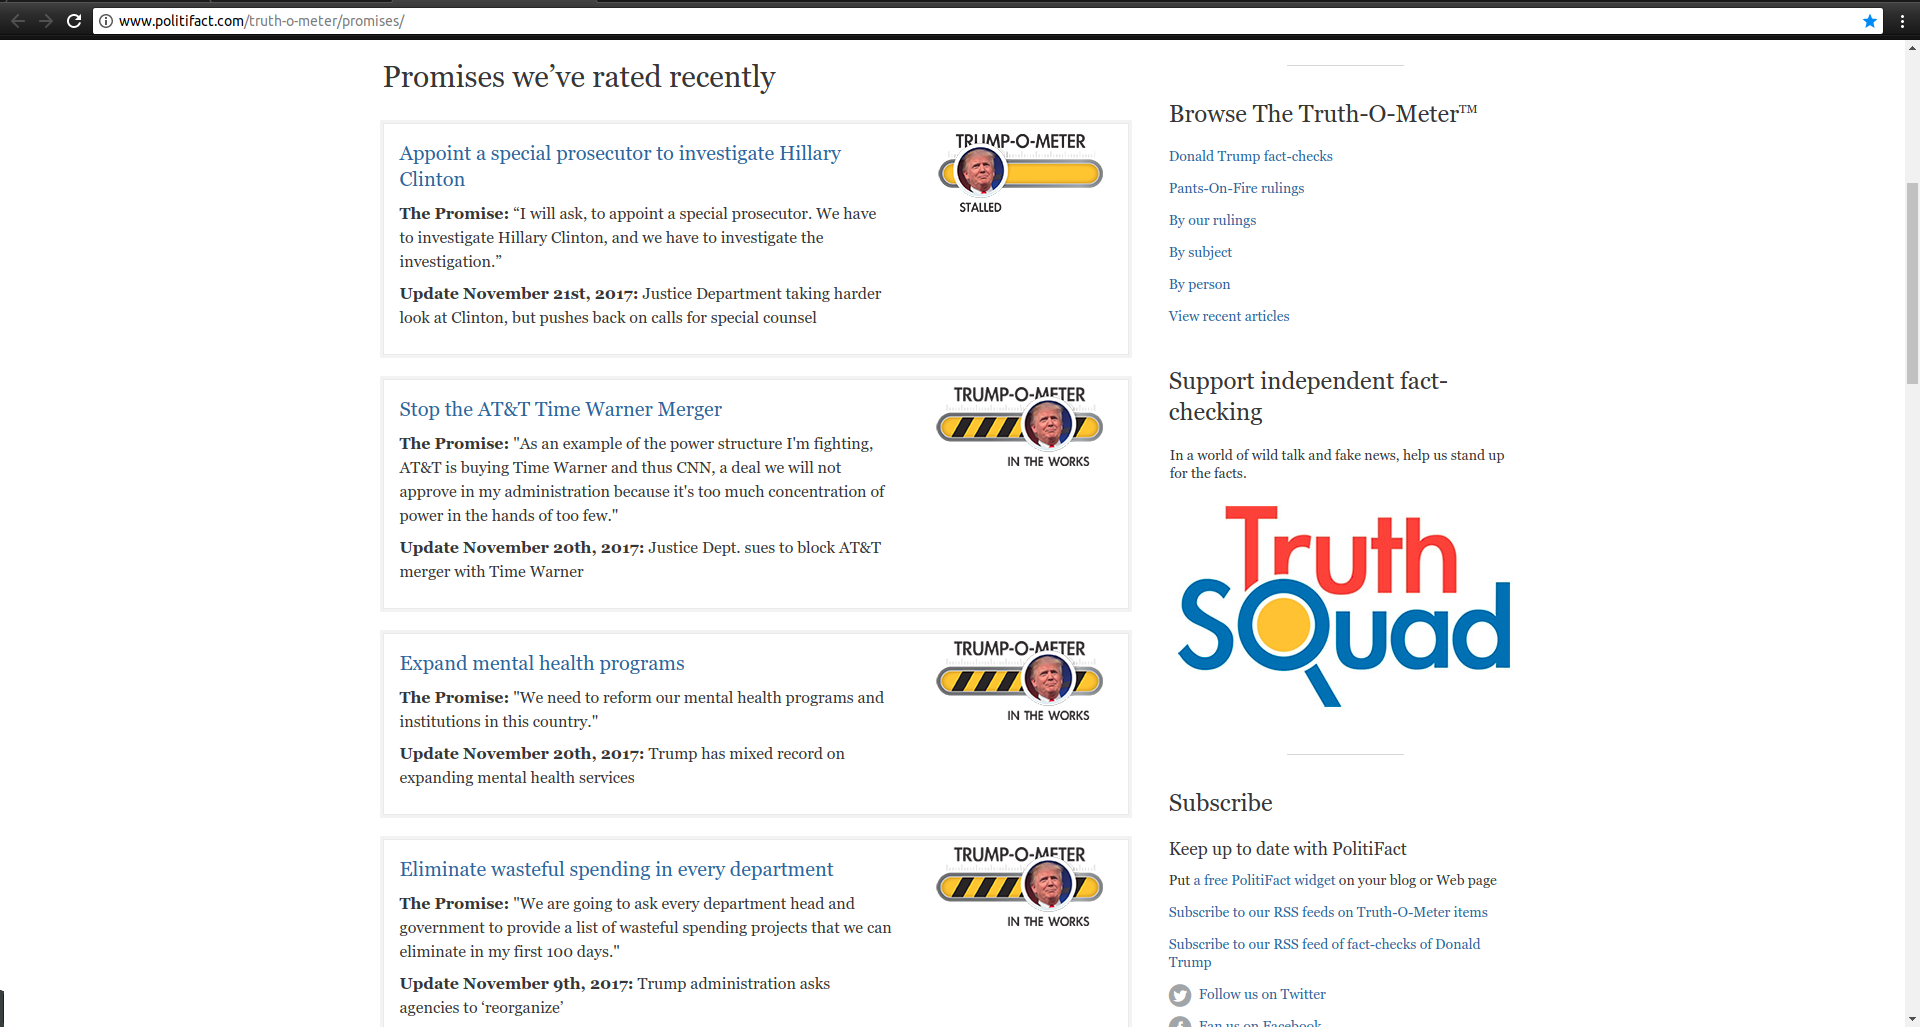 www.politifact.com/truth-o-meter/promises/
Promises we’ve rated recently
Appoint a special prosecutor to investigate Hillary
Clinton
The Promise: “I will ask, to appoint a special prosecutor. We have
to investigate Hillary Clinton, and we have to investigate the
investigation.”
Update November 21st, 2017: Justice Department taking harder
look at Clinton, but pushes back on calls for special counsel
TRUMP-O-METER
STALLED
Stop the AT&T Time Warner Merger
The Promise: "As an example of the power structure I'm fighting,
AT&T is buying Time Warner and thus CNN, a deal we will not
approve in my administration because it's too much concentration of
power in the hands of too few."
Update November 20th, 2017: Justice Dept. sues to block AT&T
merger with Time Warner
TRUMP-O-METER
IN THE WORKS
Expand mental health programs
The Promise: "We need to reform our mental health programs and
institutions in this country."
Update November 20th, 2017: Trump has mixed record on
expanding mental health services
TRUMP-O-METER
IN THE WORKS
Eliminate wasteful spending in every department
The Promise: "We are going to ask every department head and
government to provide a list of wasteful spending projects that we can
eliminate in my first 100 days."
Update November 9th, 2017: Trump administration asks
agencies to ‘reorganize’
TRUMP-O-METER
IN THE WORKS
Browse The Truth-O-Meter™
Donald Trump fact-checks
Pants-On-Fire rulings
By our rulings
By subject
By person
View recent articles
Support independent fact-
checking
In a world of wild talk and fake news, help us stand up
for the facts.
Truth
Squad
Subscribe
Keep up to date with PolitiFact
Put a free PolitiFact widget on your blog or Web page
Subscribe to our RSS feeds on Truth-O-Meter items
Subscribe to our RSS feed of fact-checks of Donald
Trump
Follow us on Twitter
Fan us on Facebook